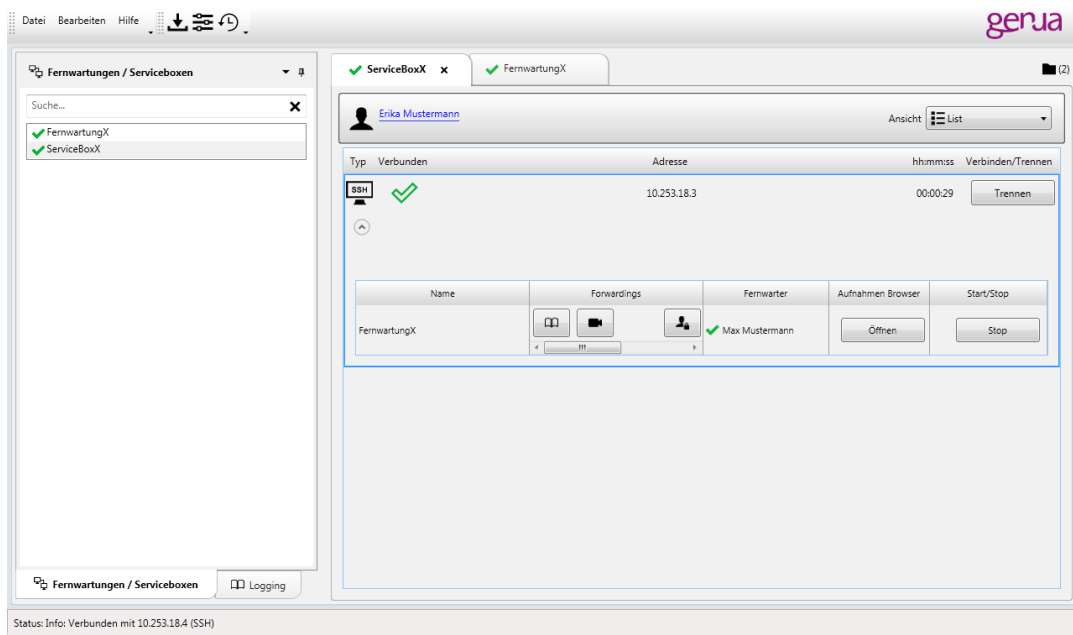 Datei Bearbeiten Hilfe
genua
Fernwartungen / Serviceboxen
ServiceBoxX x
FernwartungX
(2)
Suche...
FernwartungX
ServiceBoxX
Erika Mustermann
Ansicht List
Typ Verbunden Adresse hh:mm:ss Verbinden/Trennen
SSH 10.253.18.3 00:00:29 Trennen
Name Forwardings Fernwarter Aufnahmen Browser Start/Stop
FernwartungX Max Mustermann Öffnen Stop
Fernwartungen / Serviceboxen Logging
Status: Info: Verbunden mit 10.253.18.4 (SSH)